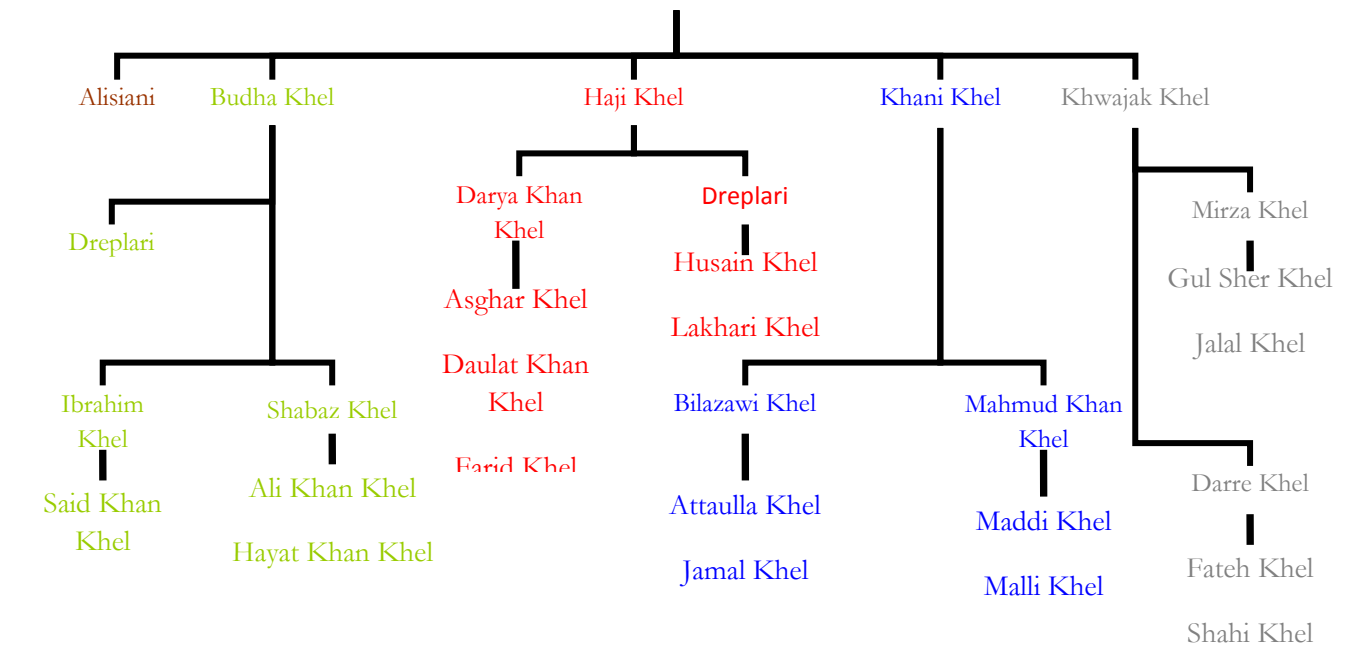 Alisiani
Budha Khel
Haji Khel
Khani Khel
Khwajak Khel
Darya Khan
Khel
Dreplari
Mirza Khel
Dreplari
Husain Khel
Gul Sher Khel
Asghar Khel
Lakhari Khel
Jalal Khel
Daulat Khan
Khel
Ibrahim
Khel
Shabaz Khel
Bilazawi Khel
Mahmud Khan
Khel
Farid Khel
Darre Khel
Said Khan
Khel
Ali Khan Khel
Attaulla Khel
Maddi Khel
Hayat Khan Khel
Jamal Khel
Malli Khel
Fateh Khel
Shahi Khel